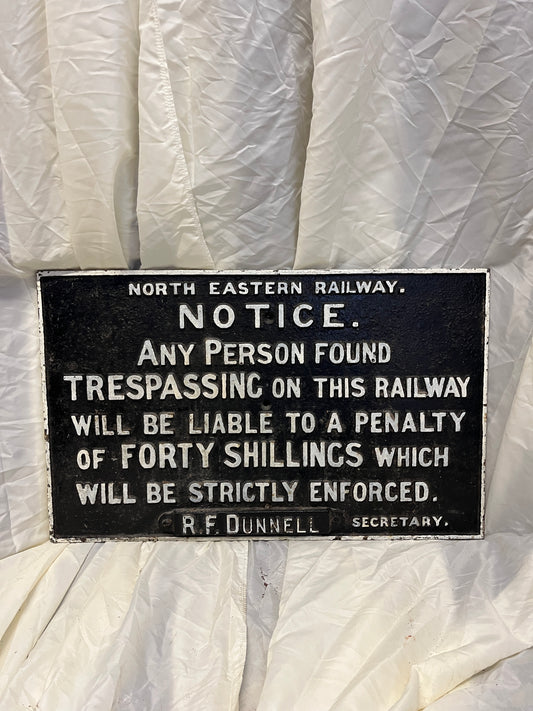 NORTH EASTERN RAILWAY.
NOTICE.
ANY PERSON FOUND
TRESPASSING ON THIS RAILWAY
WILL BE LIABLE TO A PENALTY
OF FORTY SHILLINGS WHICH
WILL BE STRICTLY ENFORCED.
R.F. DUNNELL SECRETARY.